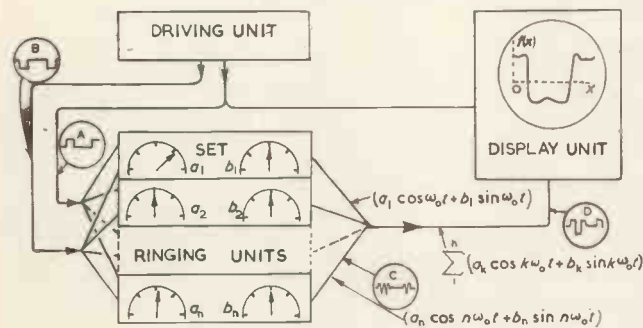 B
DRIVING UNIT
f(x)
O
X
A
SET
DISPLAY UNIT
a₁ b₁
(a₁ cos ω₀t + b₁ sin ω₀t)
a₂ b₂
D
RINGING UNITS
n
∑ (aₖ cos kω₀t + bₖ sin kω₀t)
1
C
aₙ bₙ
(aₙ cos nω₀t + bₙ sin nω₀t)